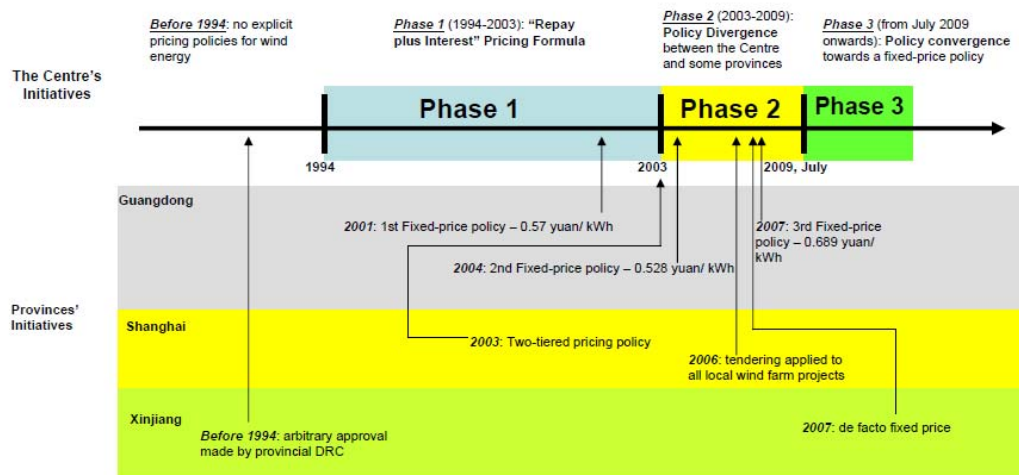 Before 1994: no explicit
pricing policies for wind
energy
Phase 1 (1994-2003): “Repay
plus Interest” Pricing Formula
Phase 2 (2003-2009):
Policy Divergence
between the Centre
and some provinces
Phase 3 (from July 2009
onwards): Policy convergence
towards a fixed-price policy
The Centre's
Initiatives
Phase 1
Phase 2
Phase 3
1994
2003
2009, July
Guangdong
2001: 1st Fixed-price policy – 0.57 yuan/ kWh
2007: 3rd Fixed-price
policy – 0.689 yuan/
kWh
2004: 2nd Fixed-price policy – 0.528 yuan/ kWh
Provinces'
Initiatives
Shanghai
2003: Two-tiered pricing policy
2006: tendering applied to
all local wind farm projects
Xinjiang
Before 1994: arbitrary approval
made by provincial DRC
2007: de facto fixed price